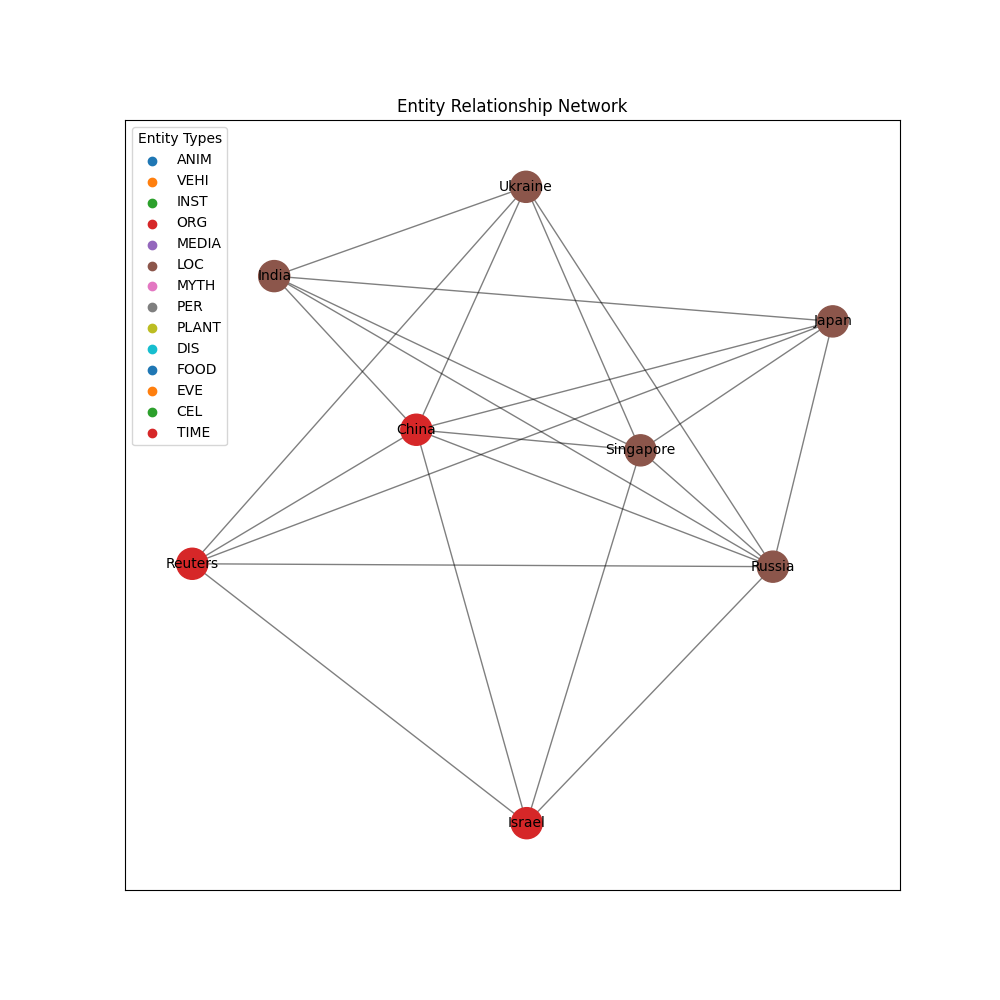 Entity Relationship Network
Entity Types
ANIM
VEHI
INST
ORG
MEDIA
LOC
MYTH
PER
PLANT
DIS
FOOD
EVE
CEL
TIME
Ukraine
India
Japan
China
Singapore
Reuters
Russia
Israel